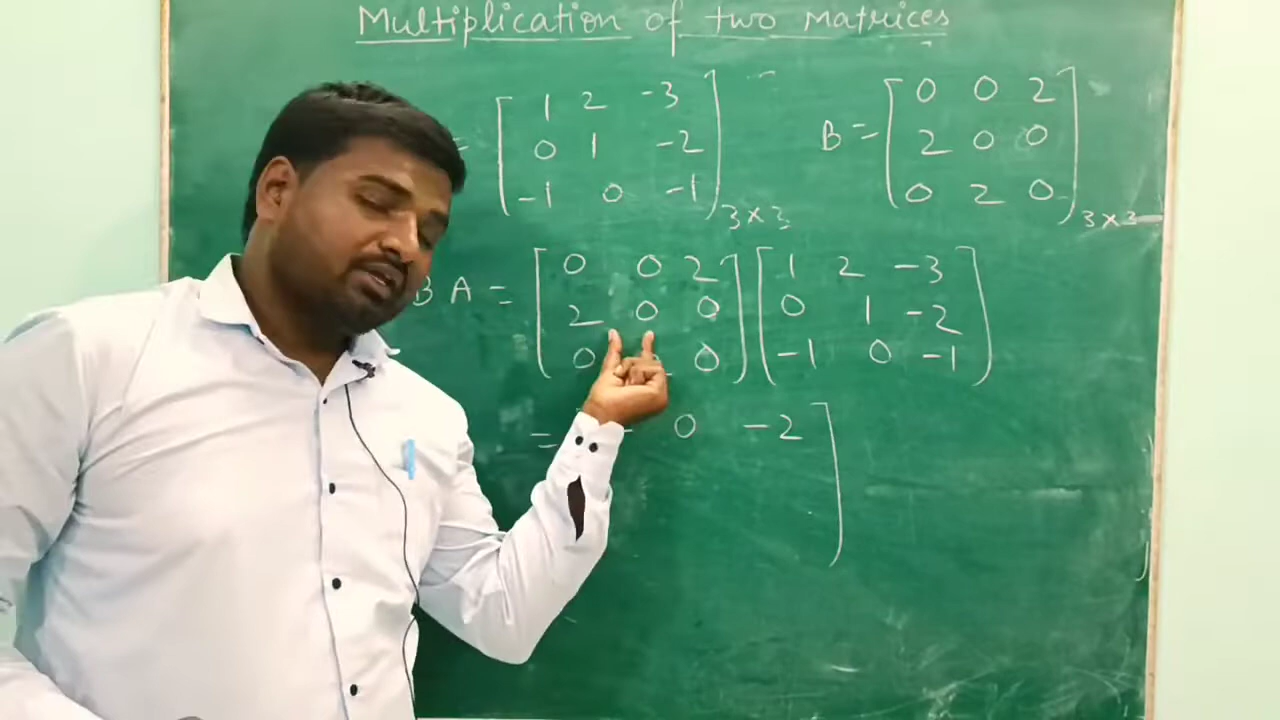 Multiplication of two matrices
= [ 1 2 -3 ] B = [ 0 0 2 ]
0 1 -2 2 0 0
-1 0 -1 3×3 0 2 0 3×3
BA = [ 0 0 2 ] [ 1 2 -3 ]
2 0 0 0 1 -2
0 0 -1 0 -1
= 0 -2 ]